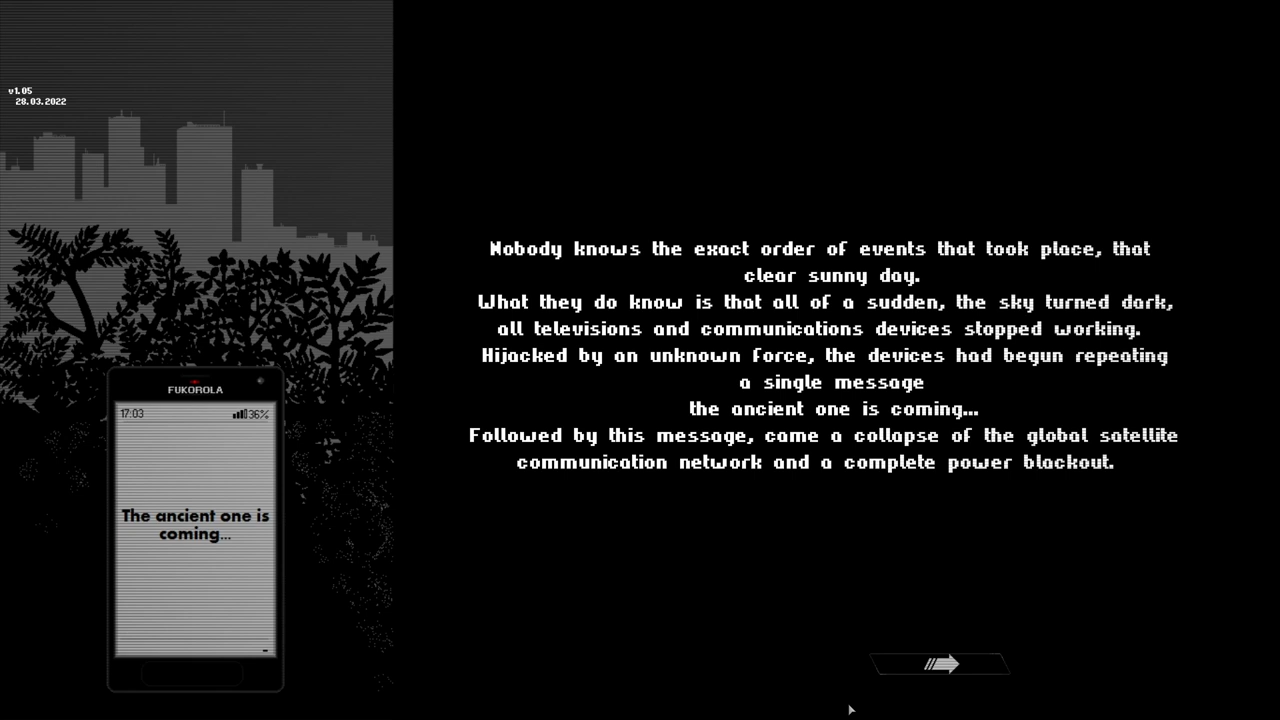 v1.05
28.03.2022
FUKOROLA
17:03 36%
The ancient one is
coming...
Nobody knows the exact order of events that took place, that
clear sunny day.
What they do know is that all of a sudden, the sky turned dark,
all televisions and communications devices stopped working.
Hijacked by an unknown force, the devices had begun repeating
a single message
the ancient one is coming...
Followed by this message, came a collapse of the global satellite
communication network and a complete power blackout.